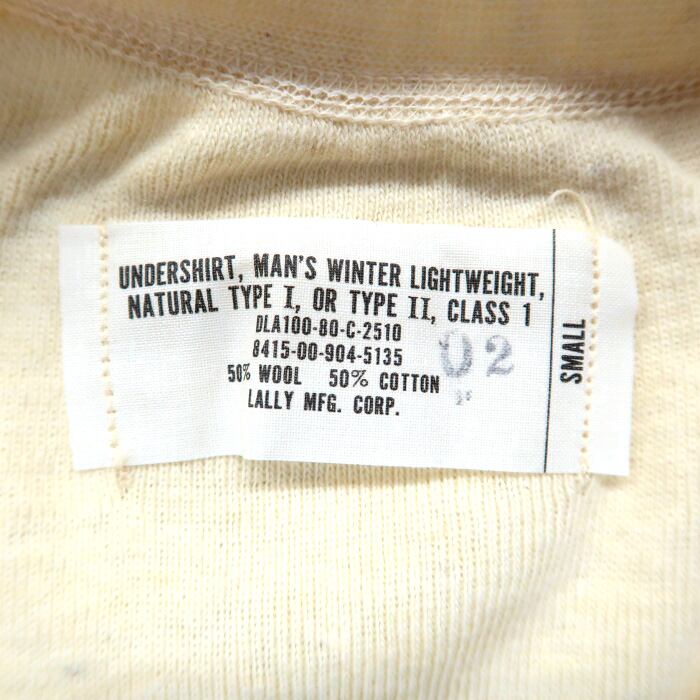 UNDERSHIRT, MAN'S WINTER LIGHTWEIGHT,
NATURAL TYPE I, OR TYPE II, CLASS 1
DLA100-80-C-2510
8415-00-904-5135
50% WOOL 50% COTTON
LALLY MFG. CORP.
02
SMALL